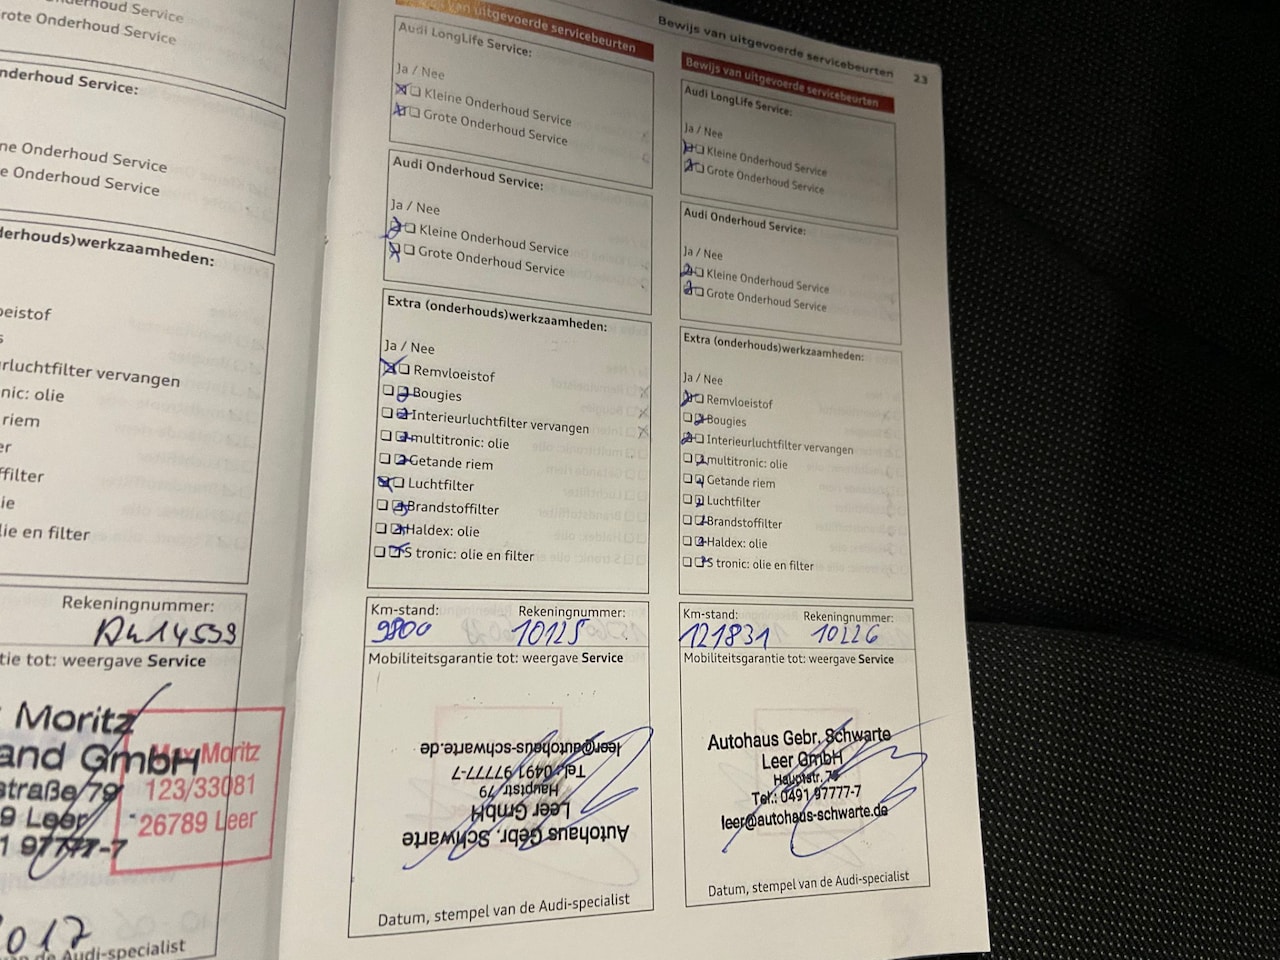 derhoud Service
rote Onderhoud Service
nderhoud Service:
ne Onderhoud Service
e Onderhoud Service
derhouds)werkzaamheden:
oeistof
s
rluchtfilter vervangen
nic: olie
riem
er
ffilter
ie
lie en filter
Rekeningnummer:
tie tot: weergave Service
Moritz
and GmbH
straße 79
9 Leer
1 97777-7
Max Moritz
123/33081
26789 Leer
017
n de Audi-specialist
van uitgevoerde servicebeurten
Audi LongLife Service:
Ja / Nee
Kleine Onderhoud Service
Grote Onderhoud Service
Audi Onderhoud Service:
Ja / Nee
Kleine Onderhoud Service
Grote Onderhoud Service
Extra (onderhouds)werkzaamheden:
Ja / Nee
Remvloeistof
Bougies
Interieurluchtfilter vervangen
multitronic: olie
Getande riem
Luchtfilter
Brandstoffilter
Haldex: olie
S tronic: olie en filter
Km-stand: Rekeningnummer:
9800 10125
Mobiliteitsgarantie tot: weergave Service
Autohaus Gebr. Schwarte
Leer GmbH
Hauptstr. 79
Tel.: 0491 97777-7
leer@autohaus-schwarte.de
Datum, stempel van de Audi-specialist
Bewijs van uitgevoerde servicebeurten 23
Bewijs van uitgevoerde servicebeurten
Audi LongLife Service:
Ja / Nee
Kleine Onderhoud Service
Grote Onderhoud Service
Audi Onderhoud Service:
Ja / Nee
Kleine Onderhoud Service
Grote Onderhoud Service
Extra (onderhouds)werkzaamheden:
Ja / Nee
Remvloeistof
Bougies
Interieurluchtfilter vervangen
multitronic: olie
Getande riem
Luchtfilter
Brandstoffilter
Haldex: olie
S tronic: olie en filter
Km-stand: Rekeningnummer:
121831 10226
Mobiliteitsgarantie tot: weergave Service
Autohaus Gebr. Schwarte
Leer GmbH
Hauptstr. 79
Tel.: 0491 97777-7
leer@autohaus-schwarte.de
Datum, stempel van de Audi-specialist